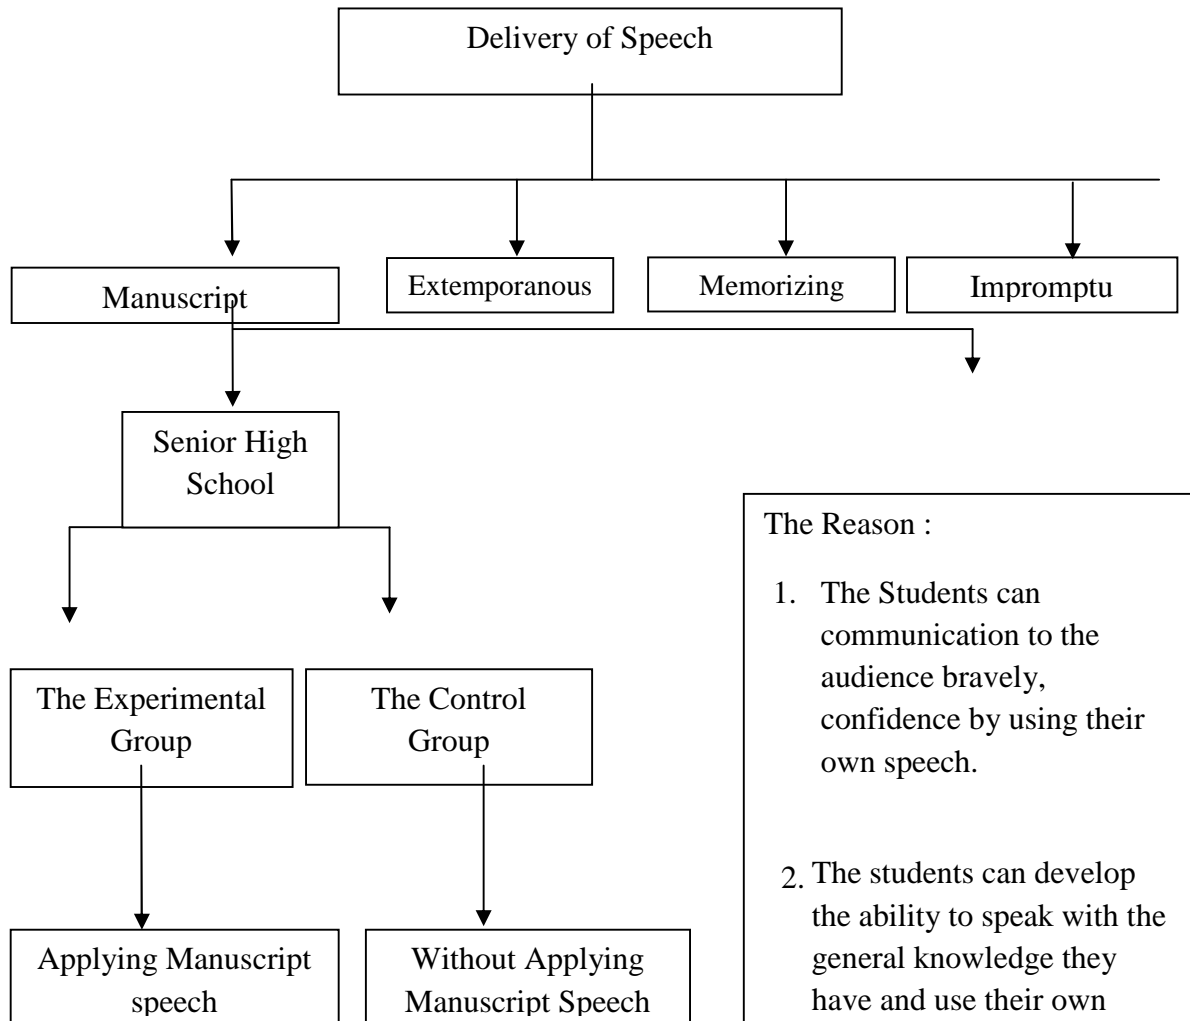 Delivery of Speech
Manuscript
Extemporanous
Memorizing
Impromptu
Senior High
School
The Experimental
Group
The Control
Group
Applying Manuscript
speech
Without Applying
Manuscript Speech
The Reason :
1. The Students can
communication to the
audience bravely,
confidence by using their
own speech.
2. The students can develop
the ability to speak with the
general knowledge they
have and use their own